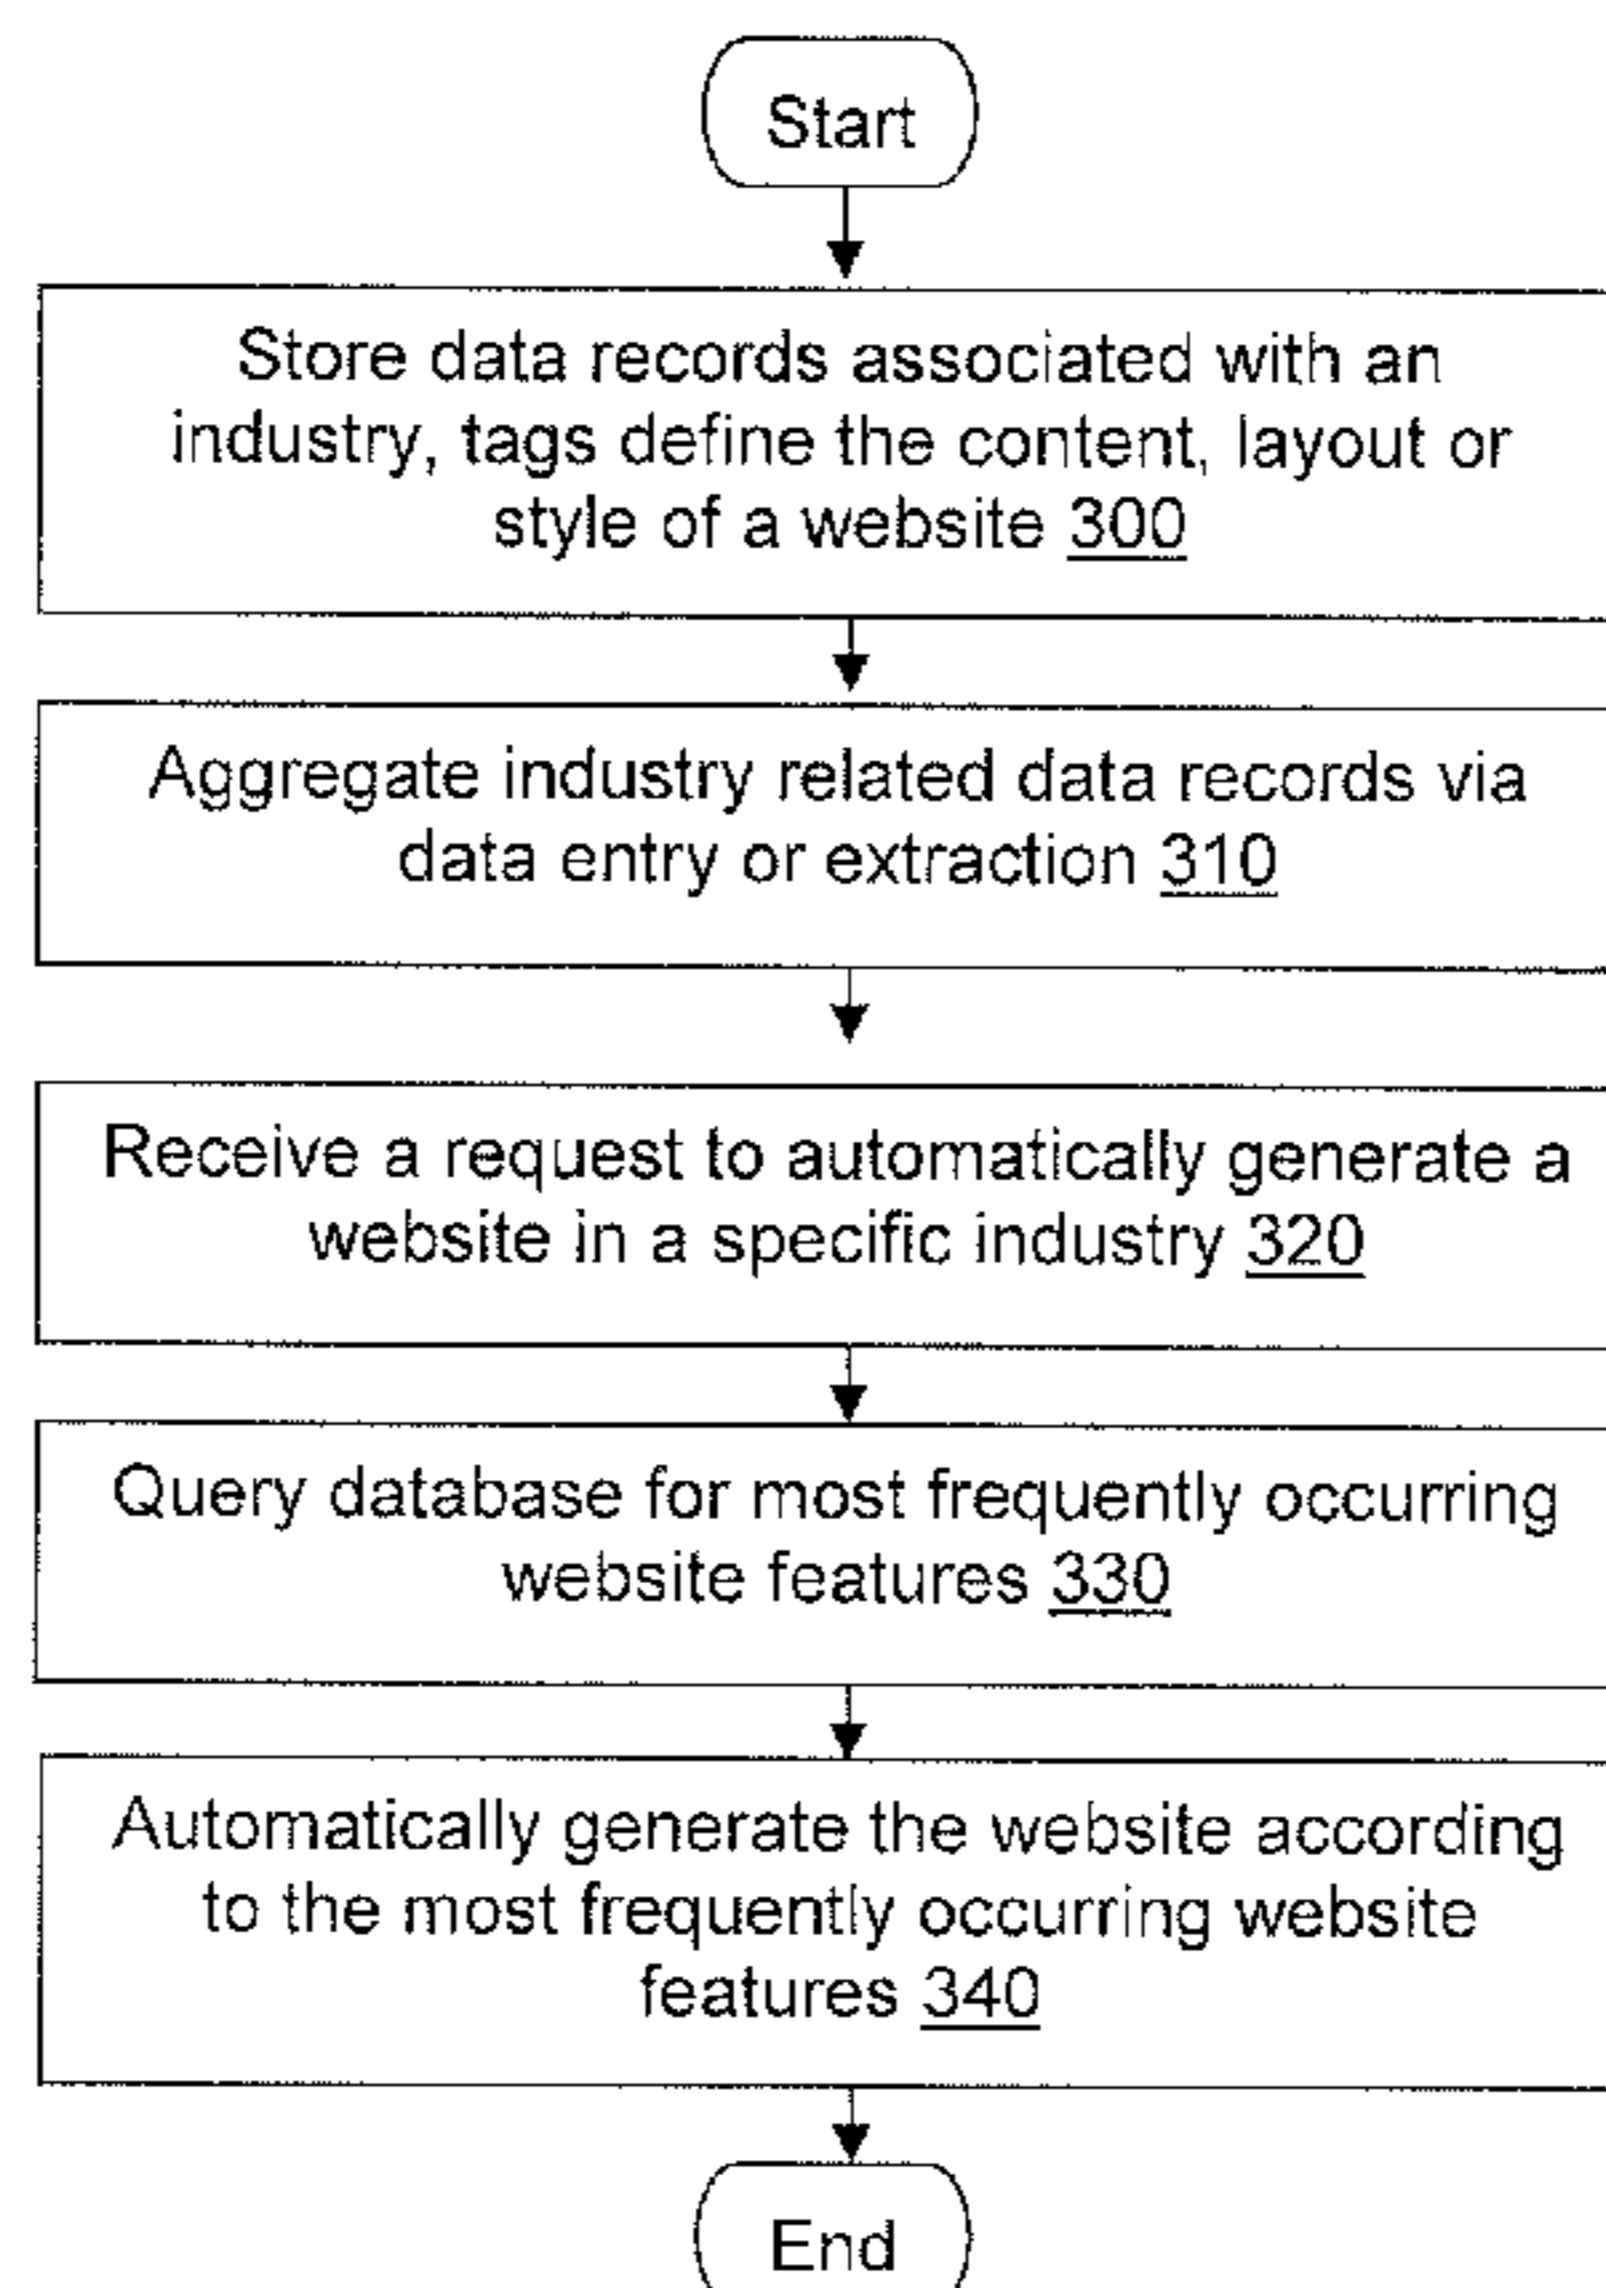 Start
Store data records associated with an
industry, tags define the content, layout or
style of a website 300
Aggregate industry related data records via
data entry or extraction 310
Receive a request to automatically generate a
website in a specific industry 320
Query database for most frequently occurring
website features 330
Automatically generate the website according
to the most frequently occurring website
features 340
End